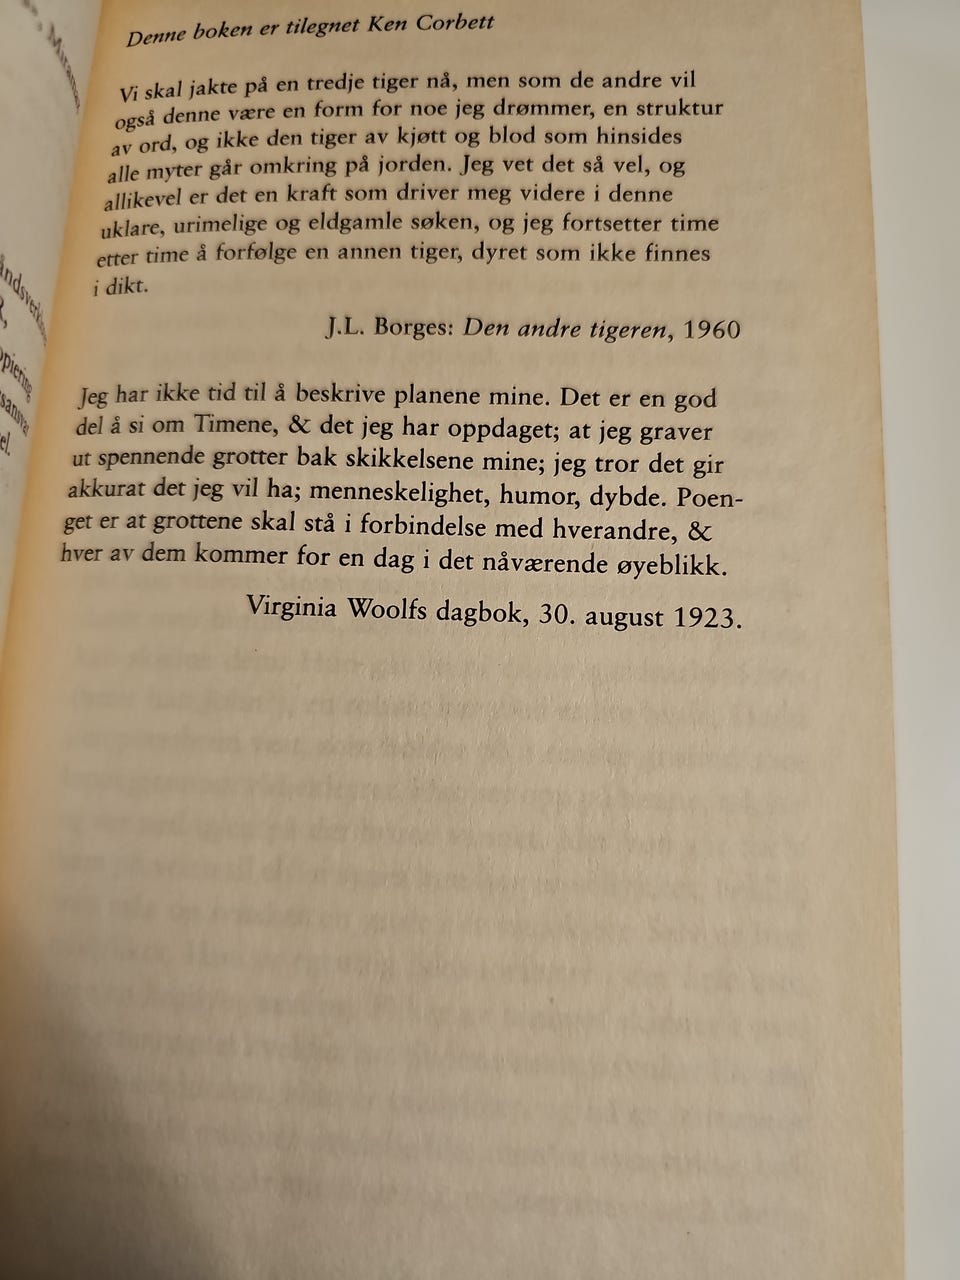 Denne boken er tilegnet Ken Corbett
Vi skal jakte på en tredje tiger nå, men som de andre vil
også denne være en form for noe jeg drømmer, en struktur
av ord, og ikke den tiger av kjøtt og blod som hinsides
alle myter går omkring på jorden. Jeg vet det så vel, og
allikevel er det en kraft som driver meg videre i denne
uklare, urimelige og eldgamle søken, og jeg fortsetter time
etter time å forfølge en annen tiger, dyret som ikke finnes
i dikt.
J.L. Borges: Den andre tigeren, 1960
Jeg har ikke tid til å beskrive planene mine. Det er en god
del å si om Timene, & det jeg har oppdaget; at jeg graver
ut spennende grotter bak skikkelsene mine; jeg tror det gir
akkurat det jeg vil ha; menneskelighet, humor, dybde. Poen-
get er at grottene skal stå i forbindelse med hverandre, &
hver av dem kommer for en dag i det nåværende øyeblikk.
Virginia Woolfs dagbok, 30. august 1923.